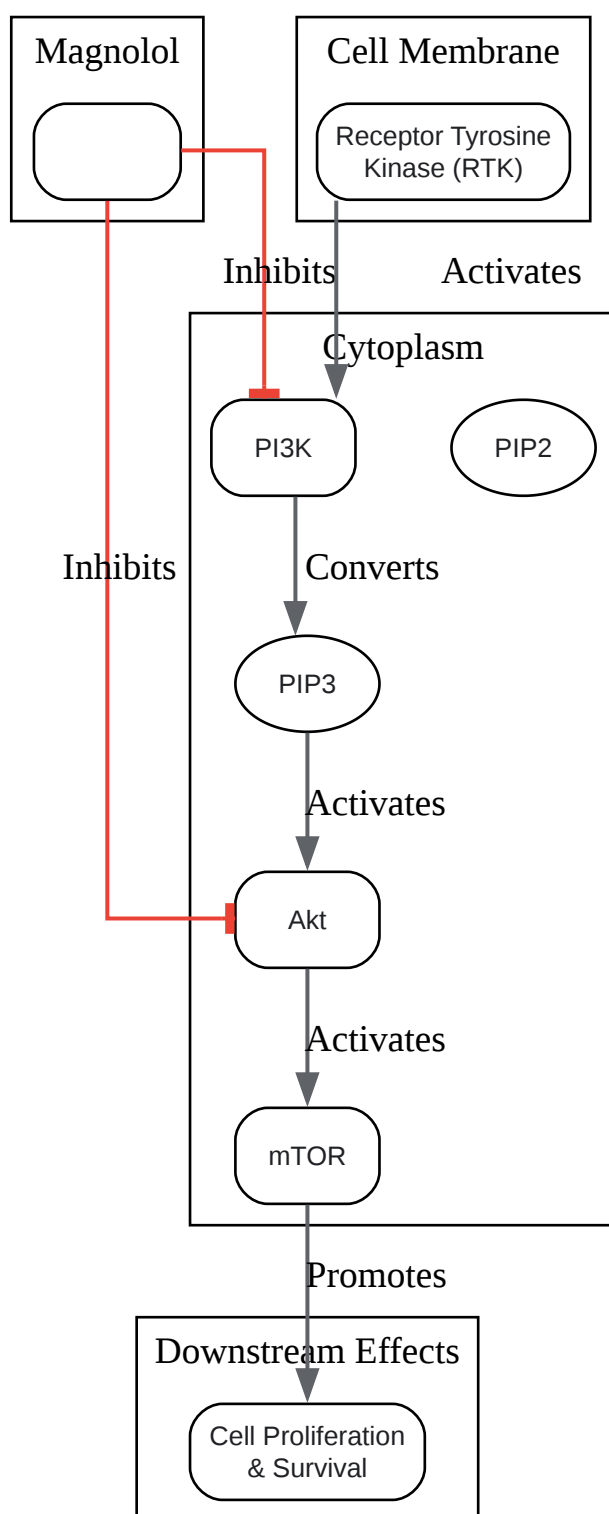 Magnolol
Cell Membrane
Receptor Tyrosine
Kinase (RTK)
Inhibits
Activates
Cytoplasm
PI3K
PIP2
Inhibits
Converts
PIP3
Activates
Akt
Activates
mTOR
Promotes
Downstream Effects
Cell Proliferation
& Survival